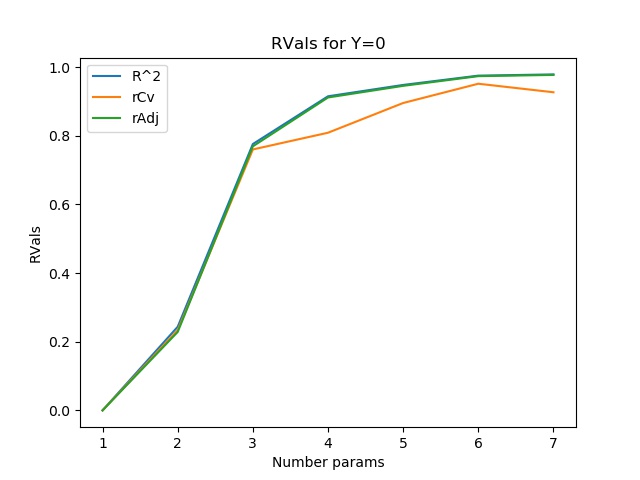 RVals for Y=0
R^2
rCv
rAdj
RVals
1.0
0.8
0.6
0.4
0.2
0.0
1 2 3 4 5 6 7
Number params